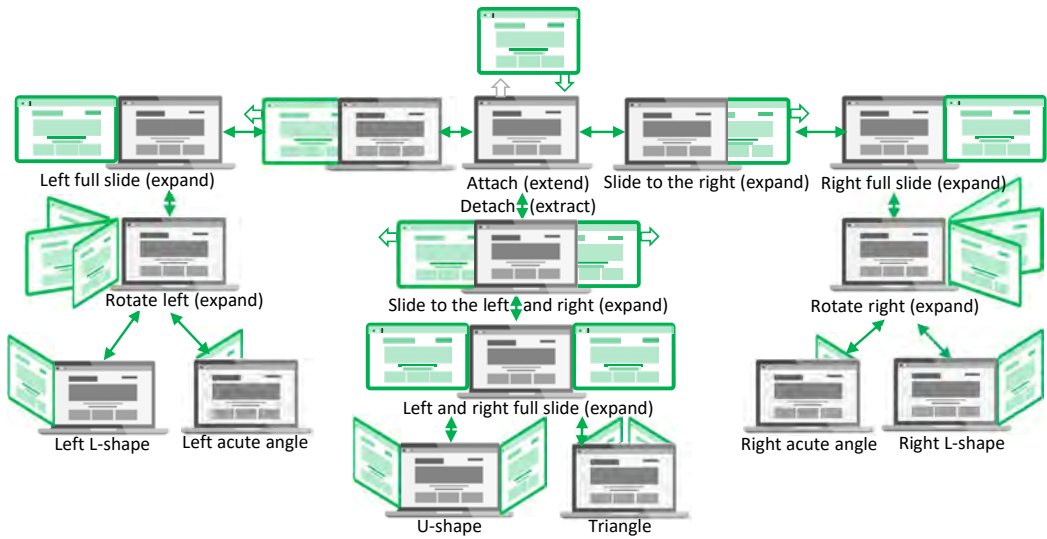 Left full slide (expand)
Attach (extend)
Slide to the right (expand)
Right full slide (expand)
Detach (extract)
Rotate left (expand)
Slide to the left and right (expand)
Rotate right (expand)
Left and right full slide (expand)
Left L-shape
Left acute angle
Right acute angle
Right L-shape
U-shape
Triangle